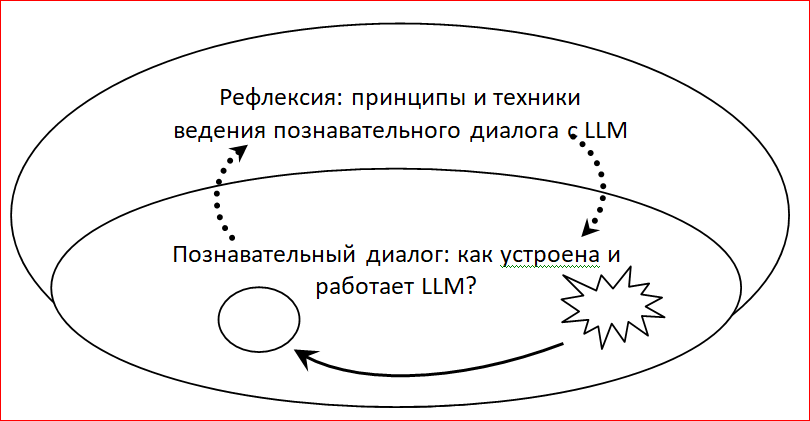 Рефлексия: принципы и техники
ведения познавательного диалога с LLM
Познавательный диалог: как устроена и
работает LLM?